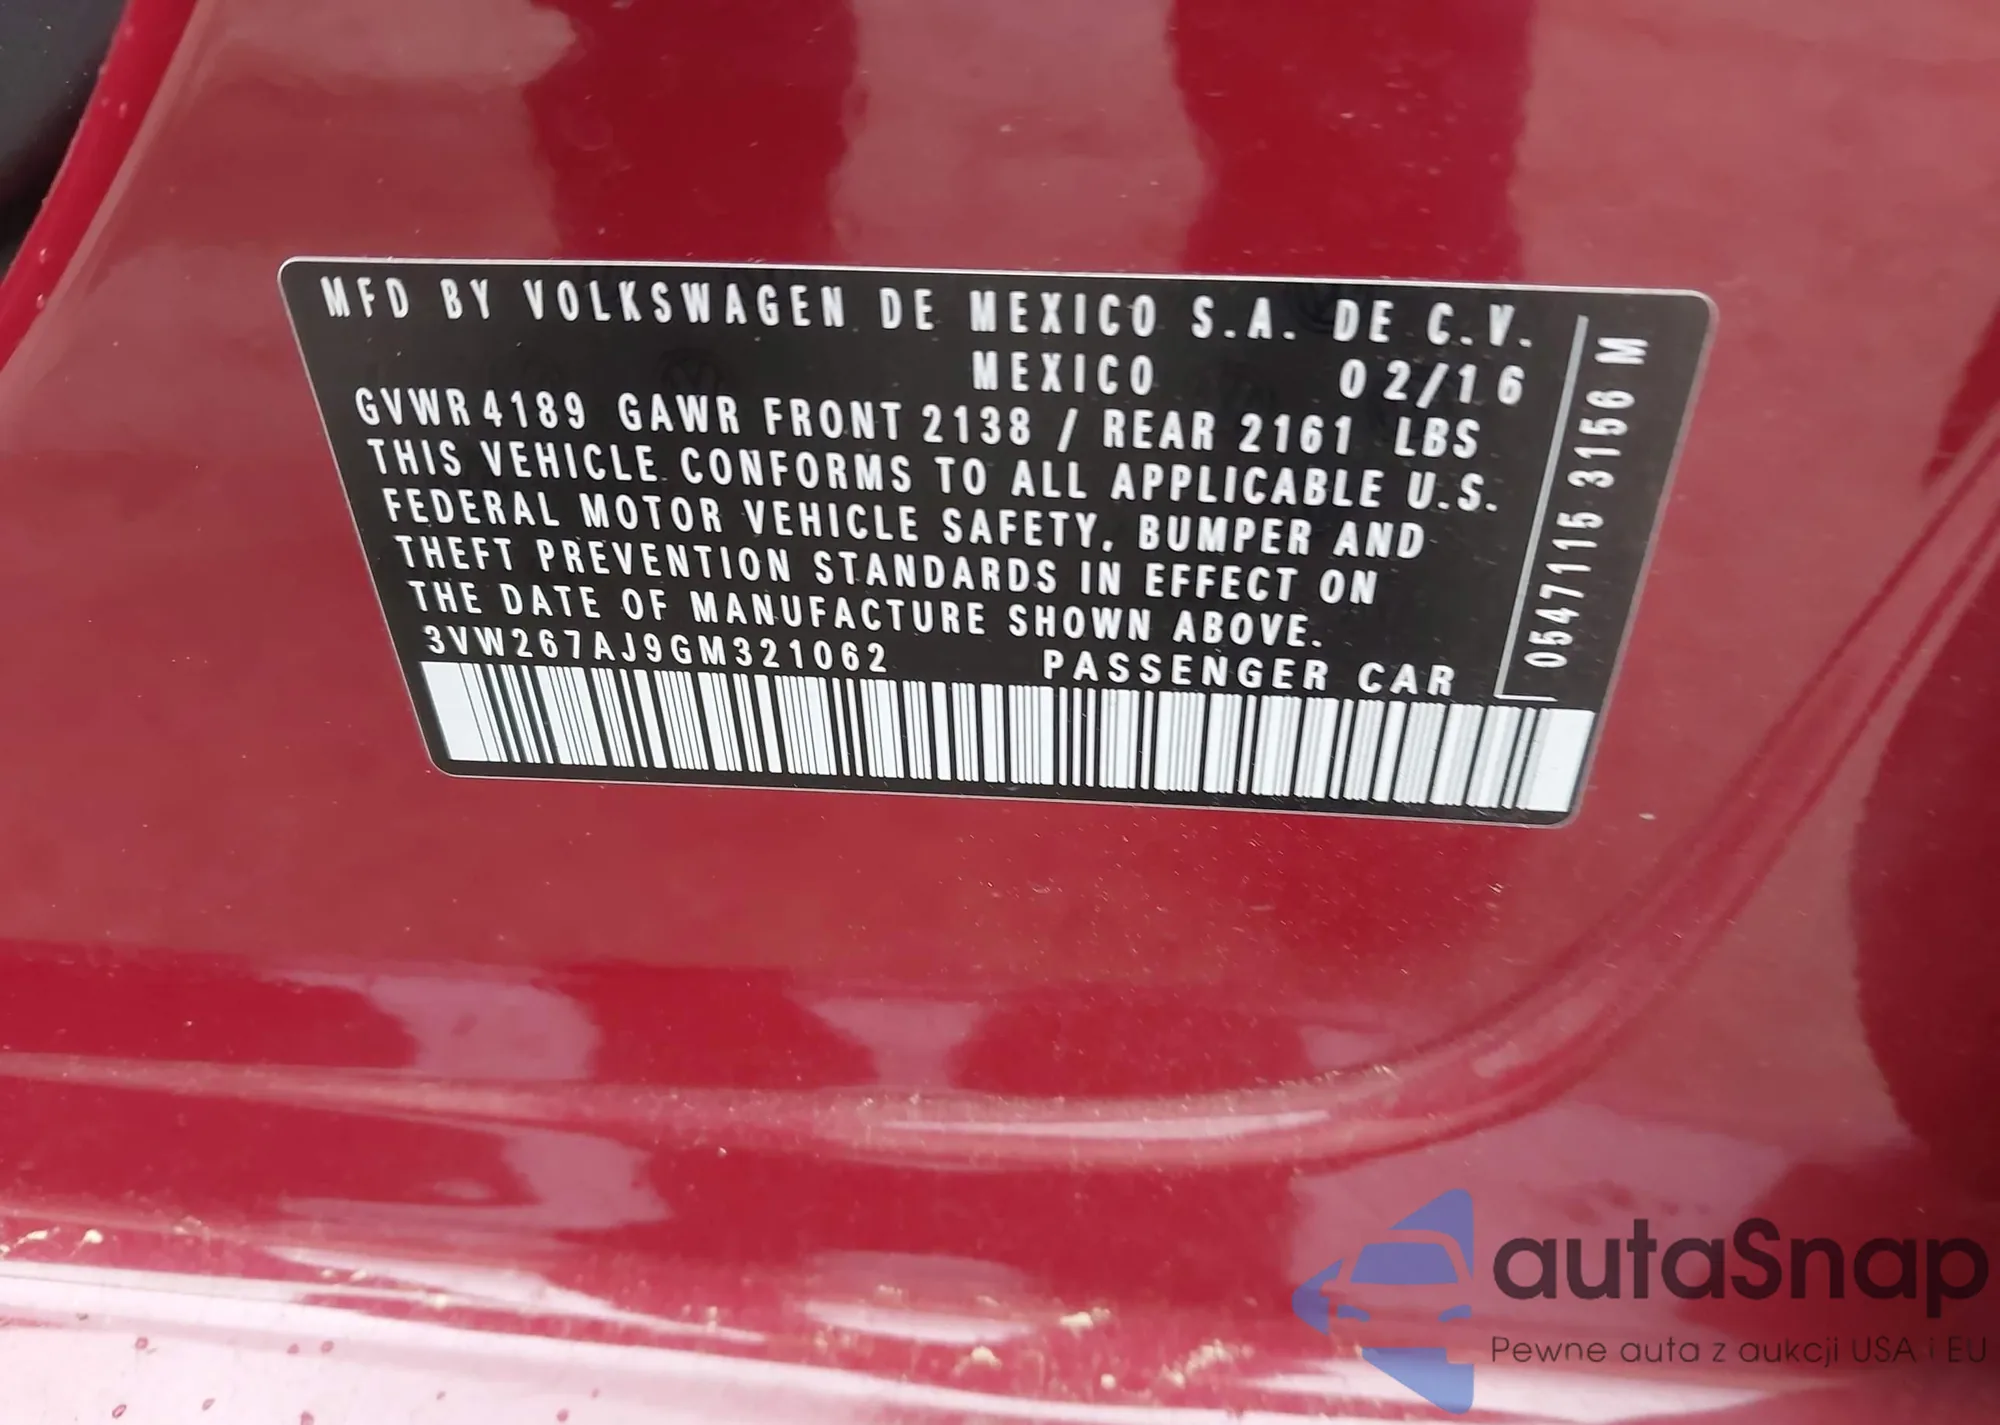 MFD BY VOLKSWAGEN DE MEXICO S.A. DE C.V.
MEXICO 02/16
GVWR 4189 GAWR FRONT 2138 / REAR 2161 LBS
THIS VEHICLE CONFORMS TO ALL APPLICABLE U.S.
FEDERAL MOTOR VEHICLE SAFETY, BUMPER AND
THEFT PREVENTION STANDARDS IN EFFECT ON
THE DATE OF MANUFACTURE SHOWN ABOVE.
3VW267AJ9GM321062 PASSENGER CAR
0547115 3156 M
autaSnap
Pewne auta z aukcji USA i EU